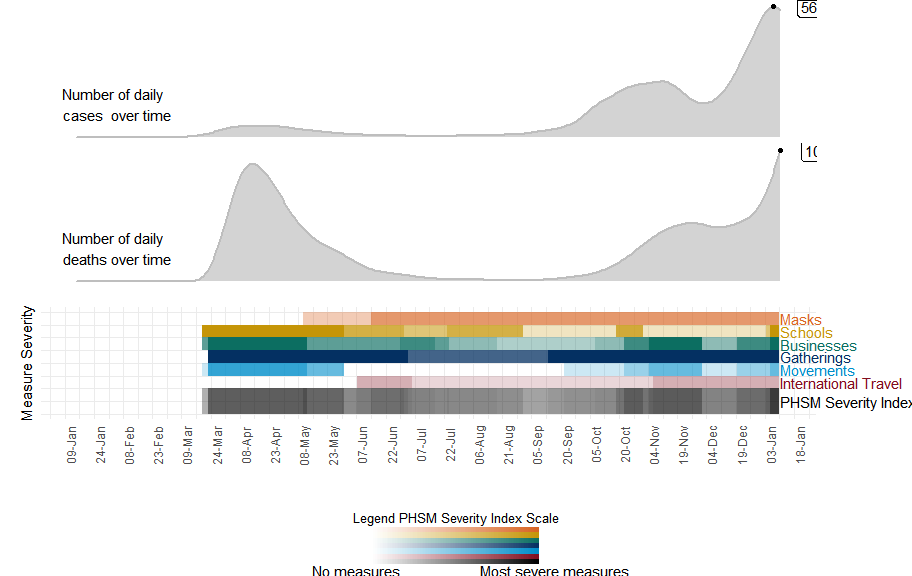 56
Number of daily
cases over time
10
Number of daily
deaths over time
Measure Severity
Masks
Schools
Businesses
Gatherings
Movements
International Travel
PHSM Severity Index
09-Jan
24-Jan
08-Feb
23-Feb
09-Mar
24-Mar
08-Apr
23-Apr
08-May
23-May
07-Jun
22-Jun
07-Jul
22-Jul
06-Aug
21-Aug
05-Sep
20-Sep
05-Oct
20-Oct
04-Nov
19-Nov
04-Dec
19-Dec
03-Jan
18-Jan
Legend PHSM Severity Index Scale
No measures
Most severe measures